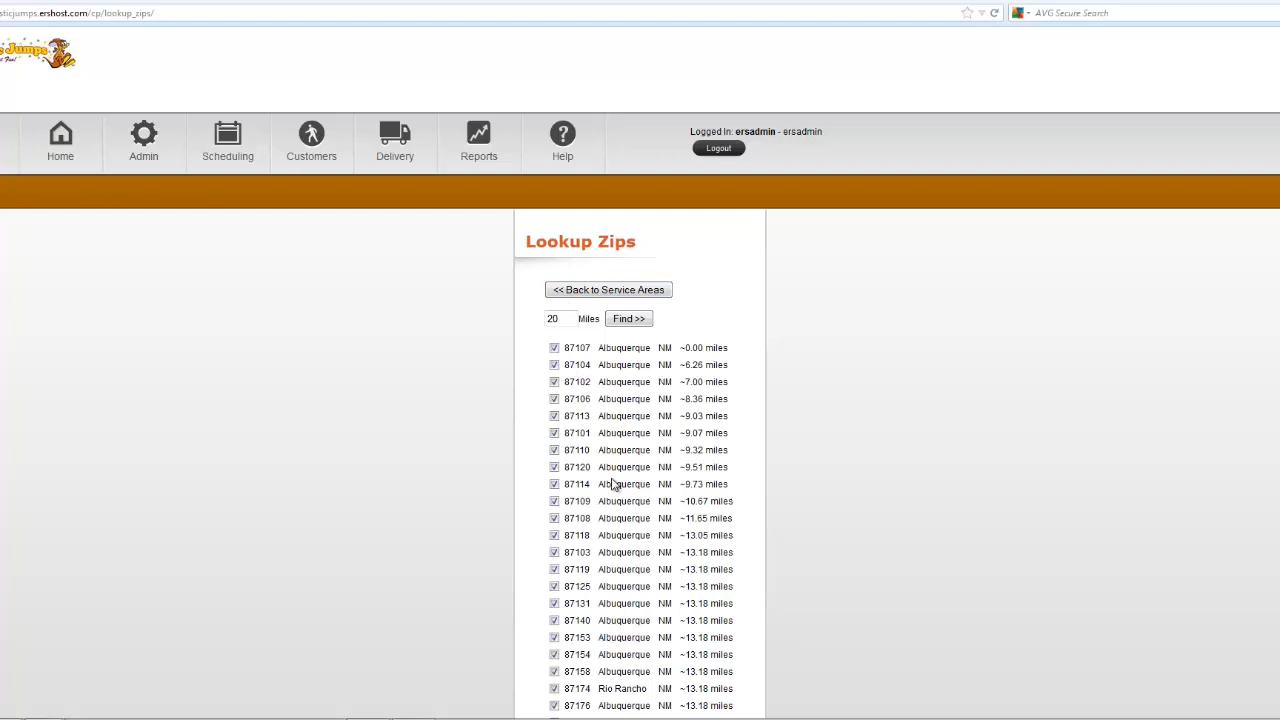 sticjumps.ershost.com/cp/lookup_zips/
AVG Secure Search
c Jumps
Home
Admin
Scheduling
Customers
Delivery
Reports
Help
Logged In: ersadmin - ersadmin
Logout
Lookup Zips
<< Back to Service Areas
20 Miles Find >>
87107 Albuquerque NM ~0.00 miles
87104 Albuquerque NM ~6.26 miles
87102 Albuquerque NM ~7.00 miles
87106 Albuquerque NM ~8.36 miles
87113 Albuquerque NM ~9.03 miles
87101 Albuquerque NM ~9.07 miles
87110 Albuquerque NM ~9.32 miles
87120 Albuquerque NM ~9.51 miles
87114 Albuquerque NM ~9.73 miles
87109 Albuquerque NM ~10.67 miles
87108 Albuquerque NM ~11.65 miles
87118 Albuquerque NM ~13.05 miles
87103 Albuquerque NM ~13.18 miles
87119 Albuquerque NM ~13.18 miles
87125 Albuquerque NM ~13.18 miles
87131 Albuquerque NM ~13.18 miles
87140 Albuquerque NM ~13.18 miles
87153 Albuquerque NM ~13.18 miles
87154 Albuquerque NM ~13.18 miles
87158 Albuquerque NM ~13.18 miles
87174 Rio Rancho NM ~13.18 miles
87176 Albuquerque NM ~13.18 miles